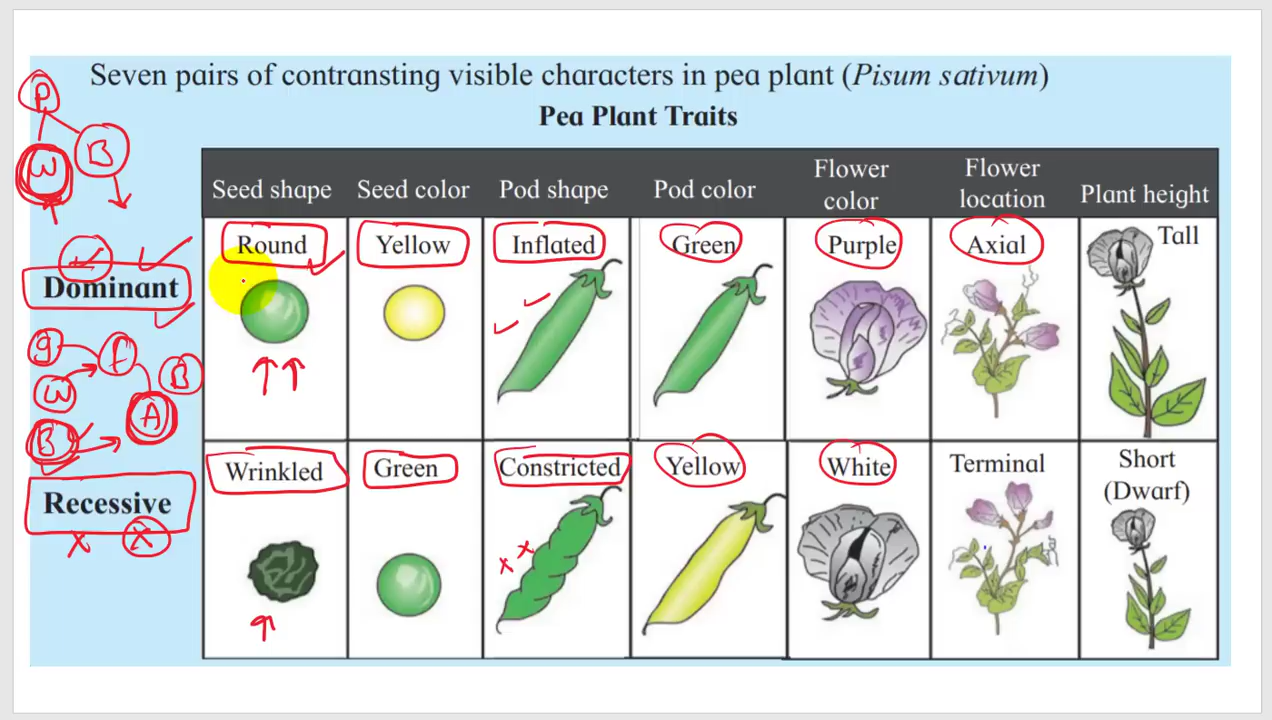 Seven pairs of contransting visible characters in pea plant (Pisum sativum)
Pea Plant Traits
Seed shape
Seed color
Pod shape
Pod color
Flower
color
Flower
location
Plant height
P
W
B
Dominant
Round
Yellow
Inflated
Green
Purple
Axial
Tall
g
f
W
B
A
B
Recessive
Wrinkled
Green
Constricted
Yellow
White
Terminal
Short
(Dwarf)